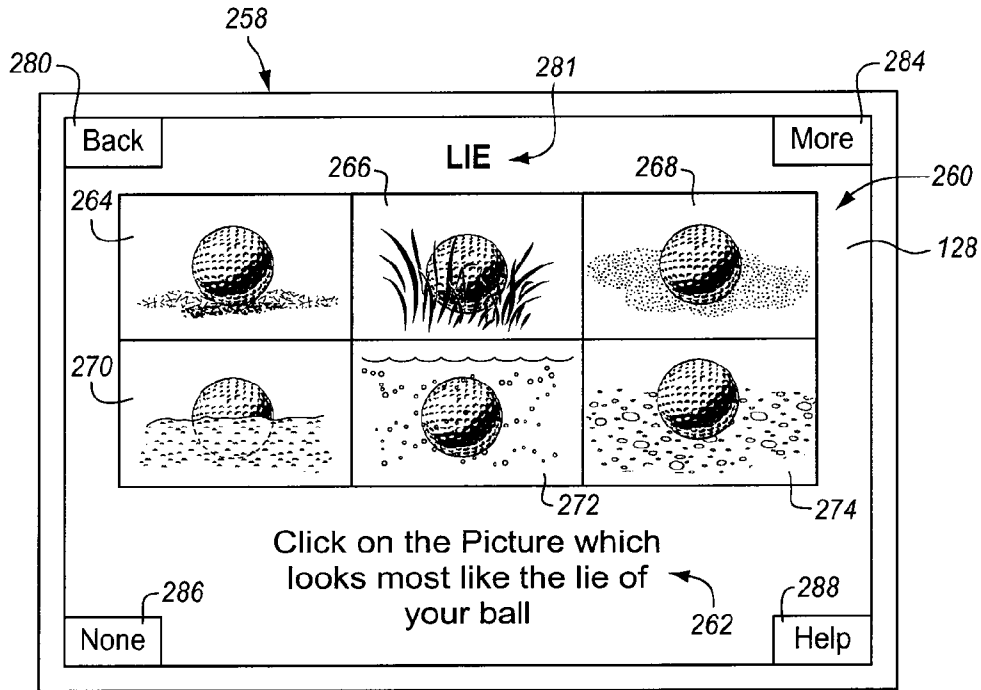 258
280
281
284
Back
LIE
More
266
268
260
264
128
270
272
274
Click on the Picture which
looks most like the lie of
your ball
286
288
262
None
Help